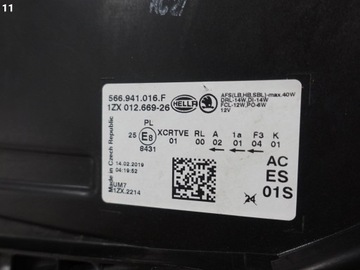 11
566.941.016.F
1ZX 012.669-26
HELLA
AFS(LB,HB,SBL)-max.40W
DRL-14W,DI-14W
FCL-12W,PO-6W
12V
Made in Czech Republic
PL
25 E8
8431
XCRTVE RL A 1a F3 K
01 00 02 01 04 01
14.02.2019
04:19:52
1ZX.2214
AC
ES
01S
24